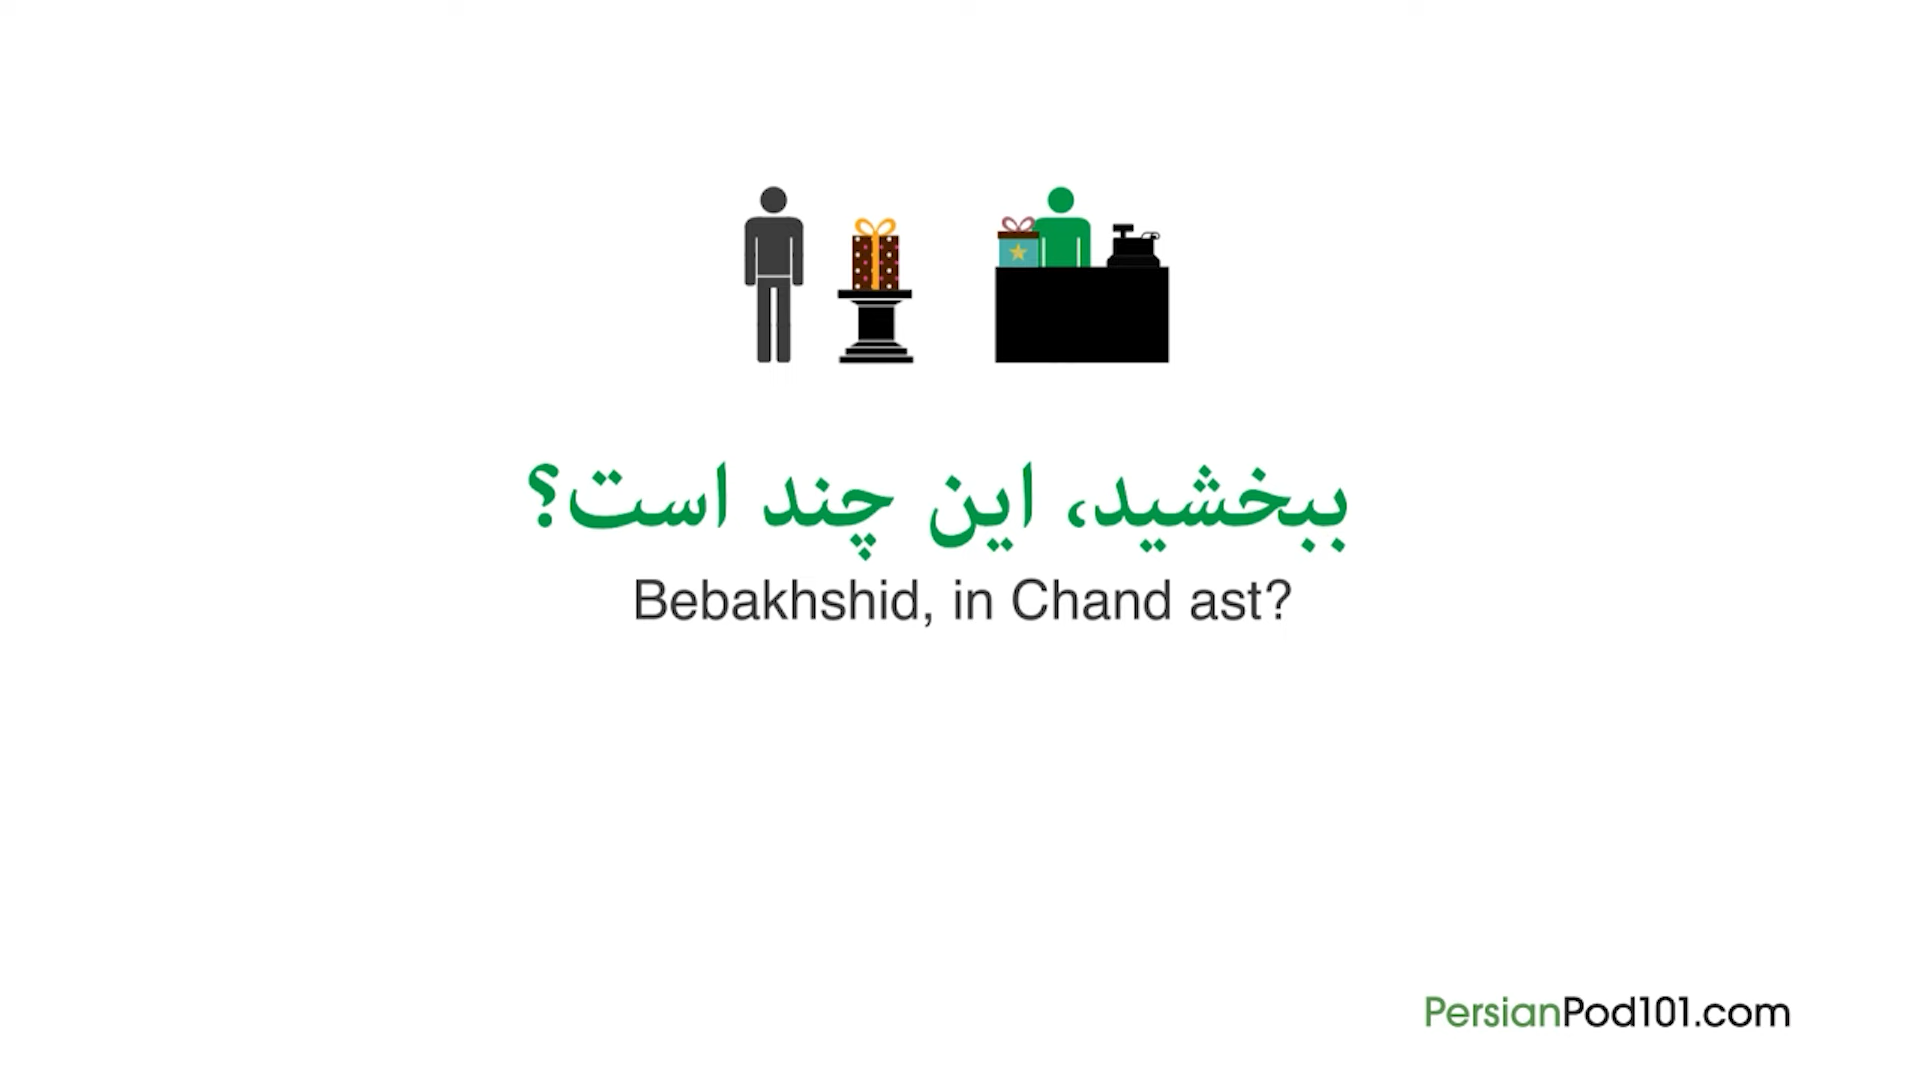 ببخشید، این چند است؟
Bebakhshid, in Chand ast?
PersianPod101.com